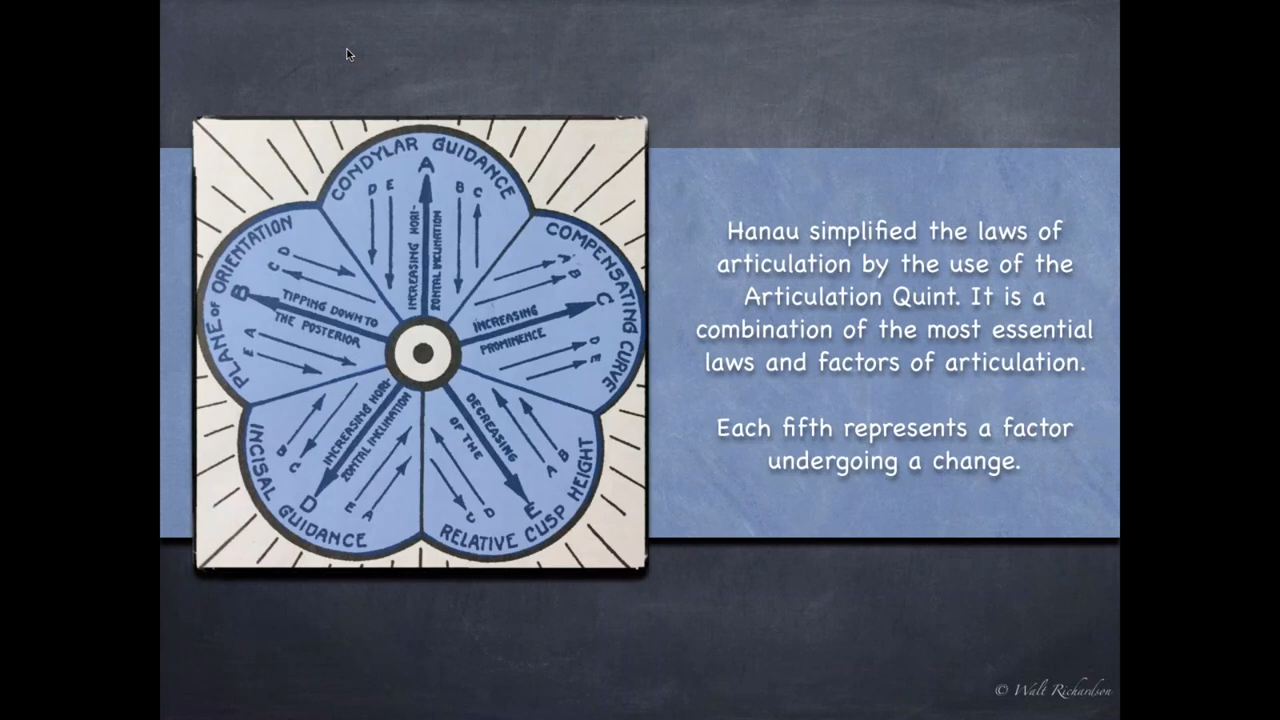 CONDYLAR GUIDANCE
A
D E
B C
INCREASING HORI-
ZONTAL INCLINATION
COMPENSATING CURVE
A
B
C
INCREASING
PROMINENCE
D
E
RELATIVE CUSP HEIGHT
E
DECREASING
OF THE
A B
C D
INCISAL GUIDANCE
D
INCREASING HORI-
ZONTAL INCLINATION
B C
E A
PLANE OF ORIENTATION
B
TIPPING DOWN TO
THE POSTERIOR
C D
E A
Hanau simplified the laws of
articulation by the use of the
Articulation Quint. It is a
combination of the most essential
laws and factors of articulation.
Each fifth represents a factor
undergoing a change.
© Walt Richardson